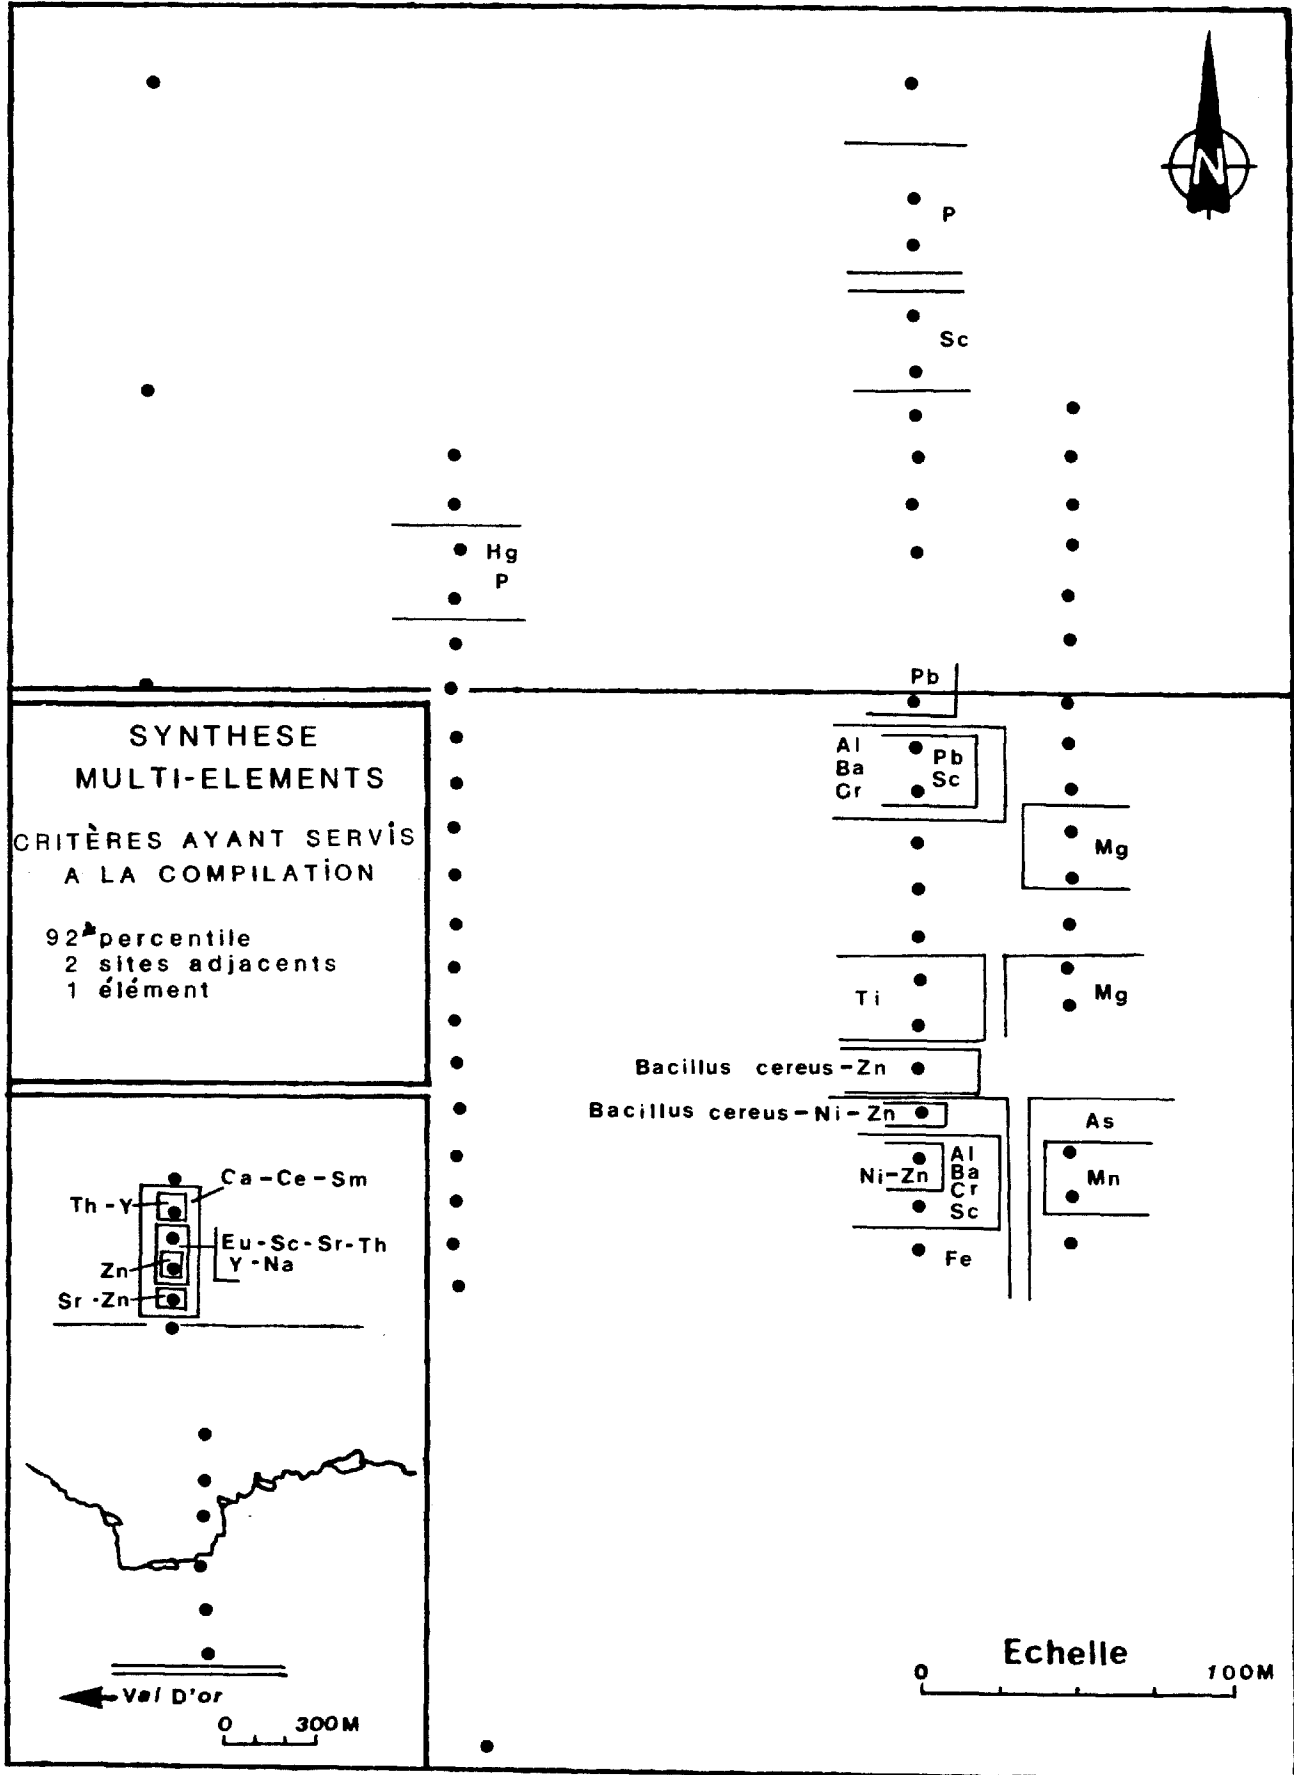 N
P
Sc
Hg
P
Pb
SYNTHESE
MULTI-ELEMENTS
CRITÈRES AYANT SERVIS
A LA COMPILATION
92e percentile
2 sites adjacents
1 élément
Al
Ba
Cr
Pb
Sc
Mg
Ti
Mg
Bacillus cereus-Zn
Bacillus cereus-Ni-Zn
As
Ni-Zn
Al
Ba
Cr
Sc
Mn
Fe
Ca-Ce-Sm
Th-Y
Eu-Sc-Sr-Th
Y-Na
Zn
Sr-Zn
Val D'or
0 300M
Echelle
0 100M